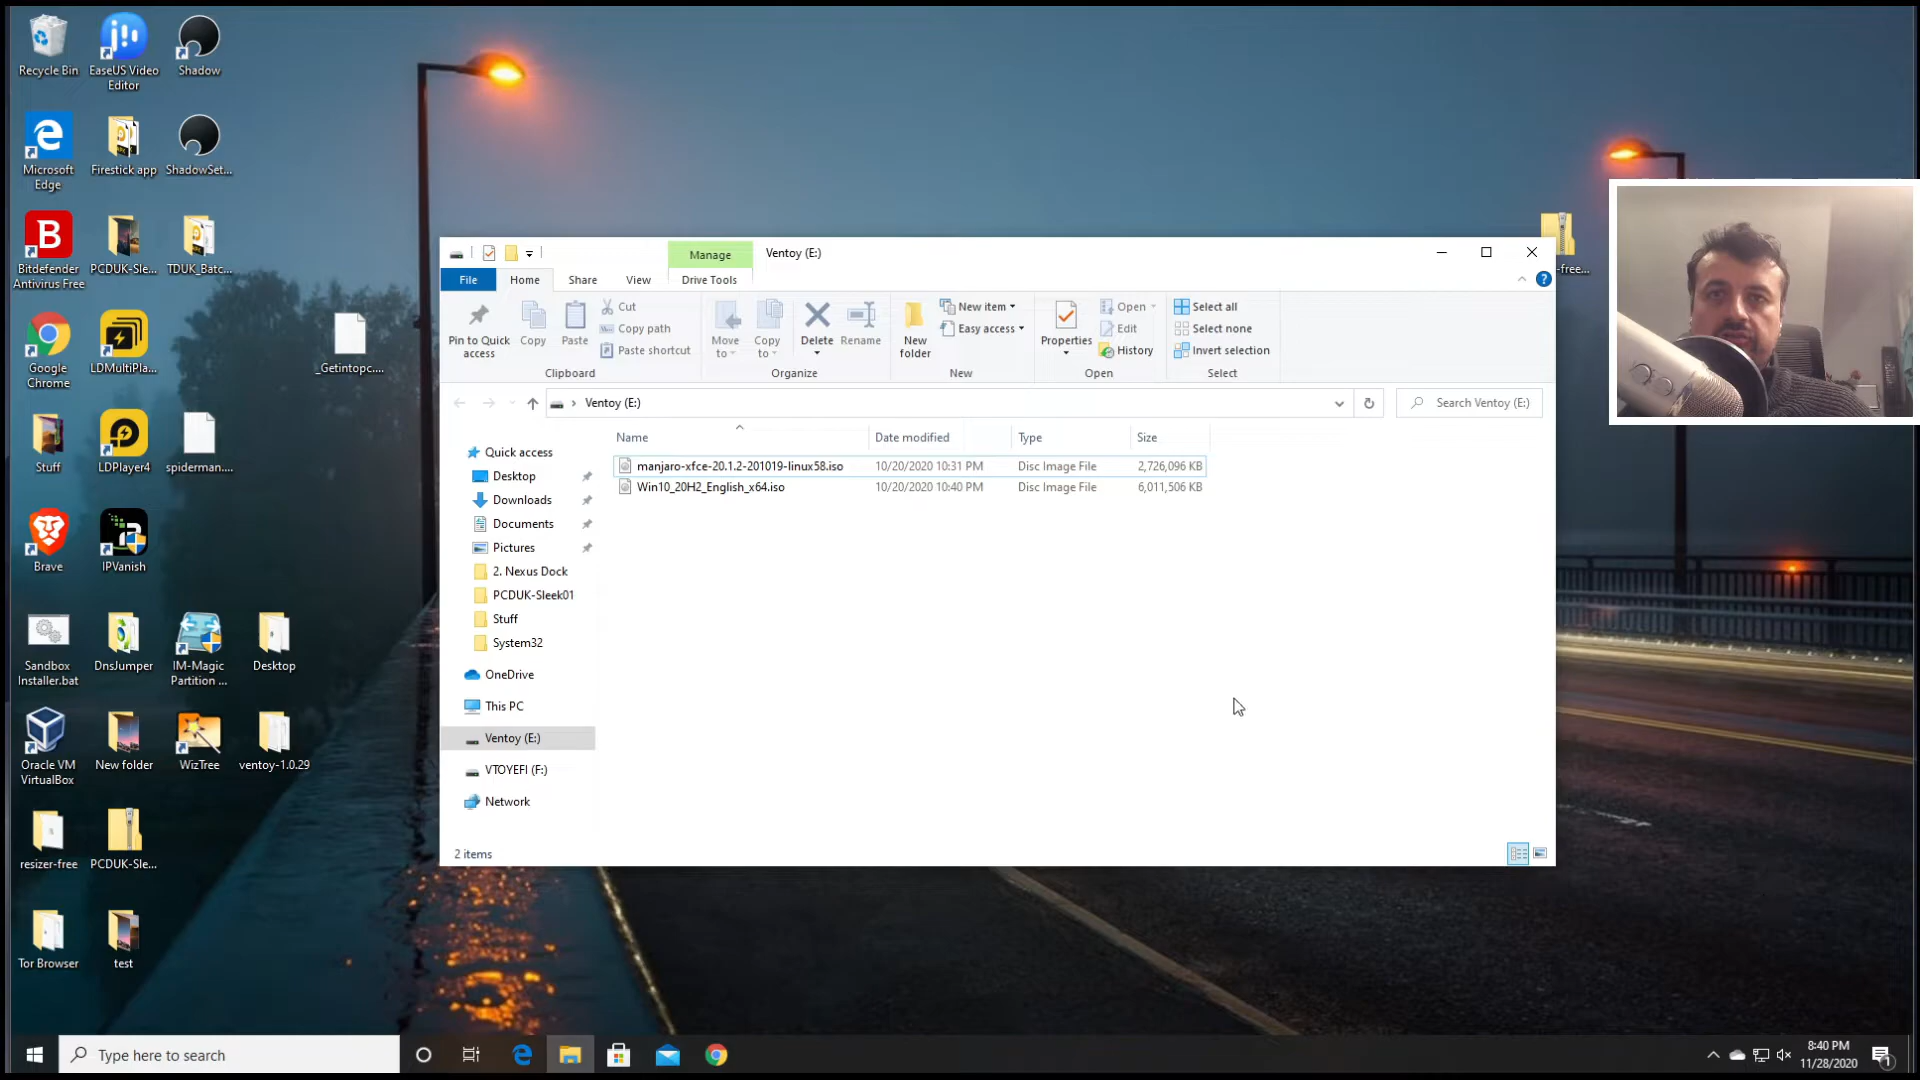 Recycle Bin
EaseUS Video
Editor
Shadow
Microsoft
Edge
Firestick app
ShadowSet...
Bitdefender
Antivirus Free
PCDUK-Sle...
TDUK_Batc...
Google
Chrome
LDMultiPla...
_Getintopc....
Stuff
LDPlayer4
spiderman....
Brave
IPVanish
Sandbox
Installer.bat
DnsJumper
IM-Magic
Partition ...
Desktop
Oracle VM
VirtualBox
New folder
WizTree
ventoy-1.0.29
resizer-free
PCDUK-Sle...
Tor Browser
test
-free...
Manage
Ventoy (E:)
File
Home
Share
View
Drive Tools
Pin to Quick
access
Copy
Paste
Cut
Copy path
Paste shortcut
Clipboard
Move
to
Copy
to
Delete
Rename
Organize
New
folder
New item
Easy access
New
Properties
Open
Edit
History
Open
Select all
Select none
Invert selection
Select
Ventoy (E:)
Search Ventoy (E:)
Name
Date modified
Type
Size
manjaro-xfce-20.1.2-201019-linux58.iso
10/20/2020 10:31 PM
Disc Image File
2,726,096 KB
Win10_20H2_English_x64.iso
10/20/2020 10:40 PM
Disc Image File
6,011,506 KB
Quick access
Desktop
Downloads
Documents
Pictures
2. Nexus Dock
PCDUK-Sleek01
Stuff
System32
OneDrive
This PC
Ventoy (E:)
VTOYEFI (F:)
Network
2 items
Type here to search
8:40 PM
11/28/2020
1